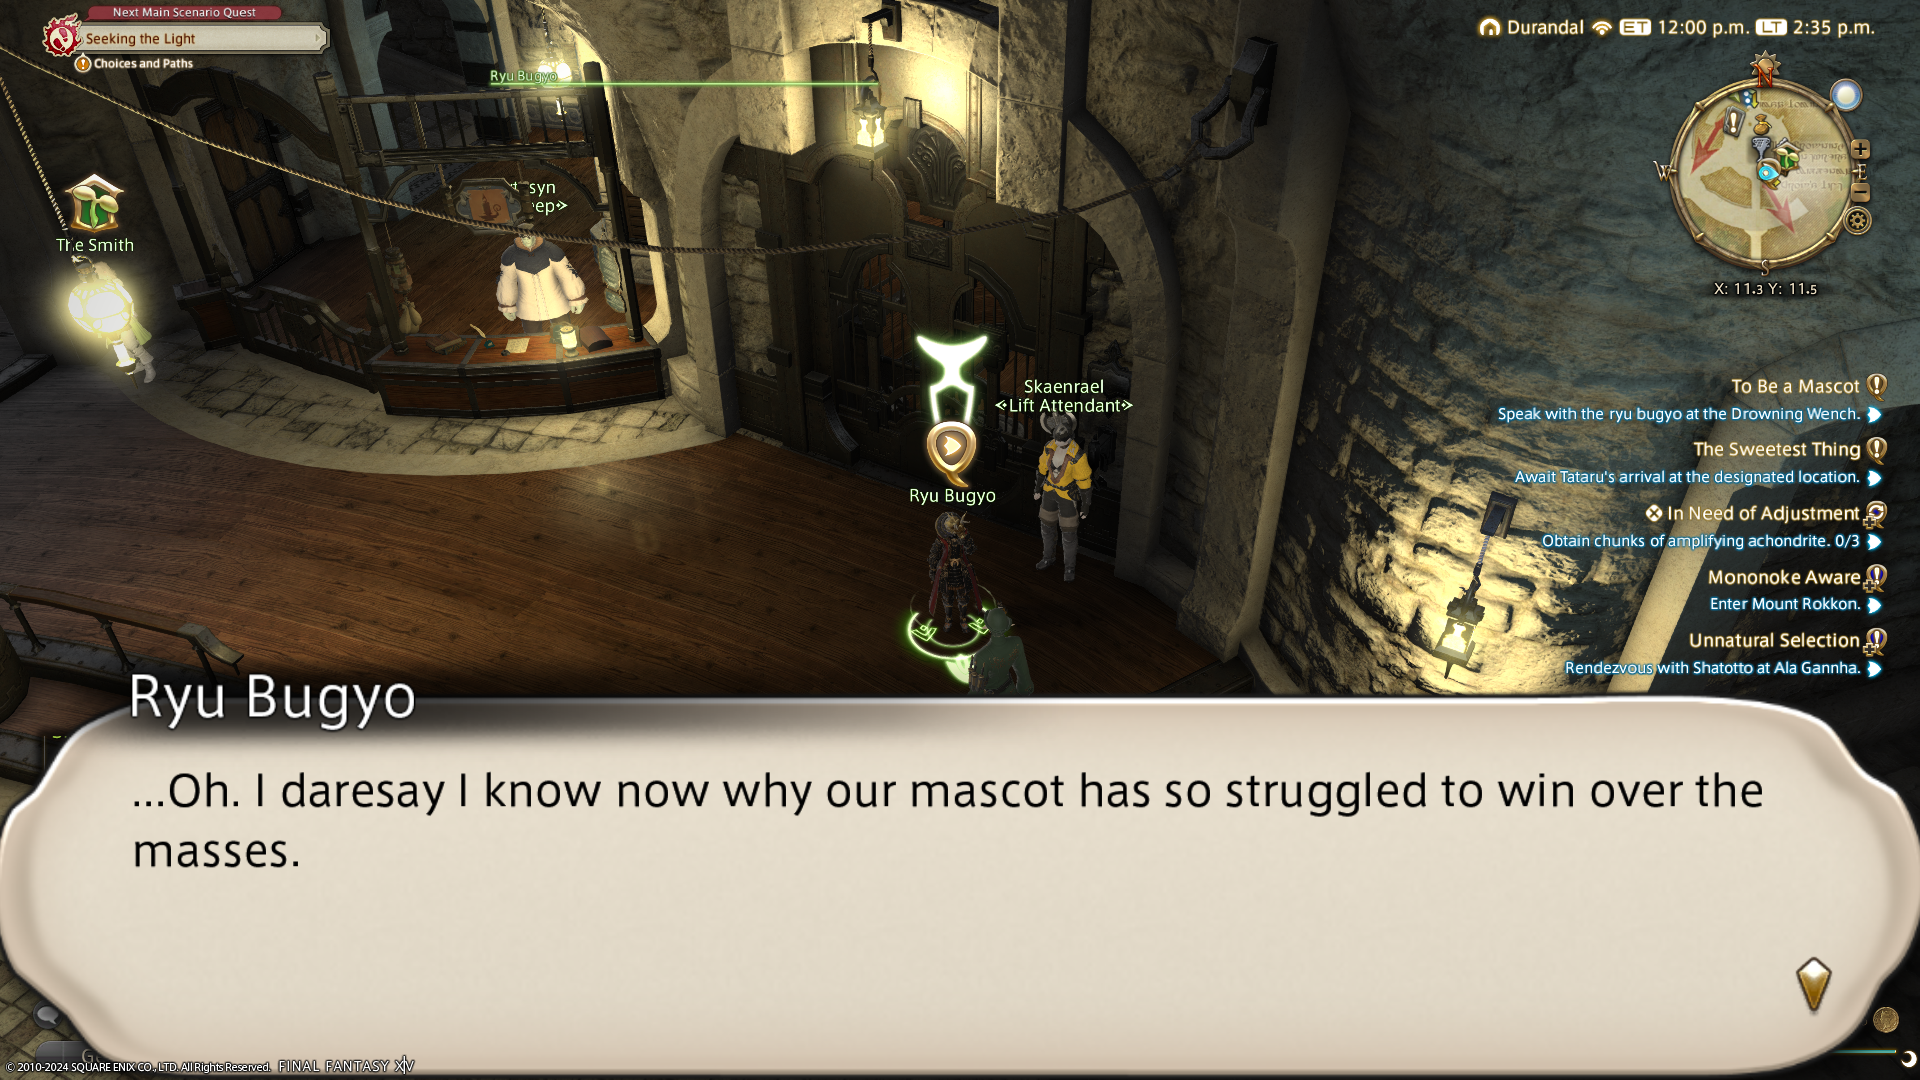 Next Main Scenario Quest
Seeking the Light
Choices and Paths
Durandal ET 12:00 p.m. LT 2:35 p.m.
Ryu Bugyo
N
W
E
S
X: 11.3 Y: 11.5
The Smith
syn
ep
Skaenrael
Lift Attendant
Ryu Bugyo
To Be a Mascot
Speak with the ryu bugyo at the Drowning Wench.
The Sweetest Thing
Await Tataru's arrival at the designated location.
In Need of Adjustment
Obtain chunks of amplifying achondrite. 0/3
Mononoke Aware
Enter Mount Rokkon.
Unnatural Selection
Rendezvous with Shatotto at Ala Gannha.
Ryu Bugyo
...Oh. I daresay I know now why our mascot has so struggled to win over the
masses.
© 2010-2024 SQUARE ENIX CO., LTD. All Rights Reserved. FINAL FANTASY XIV